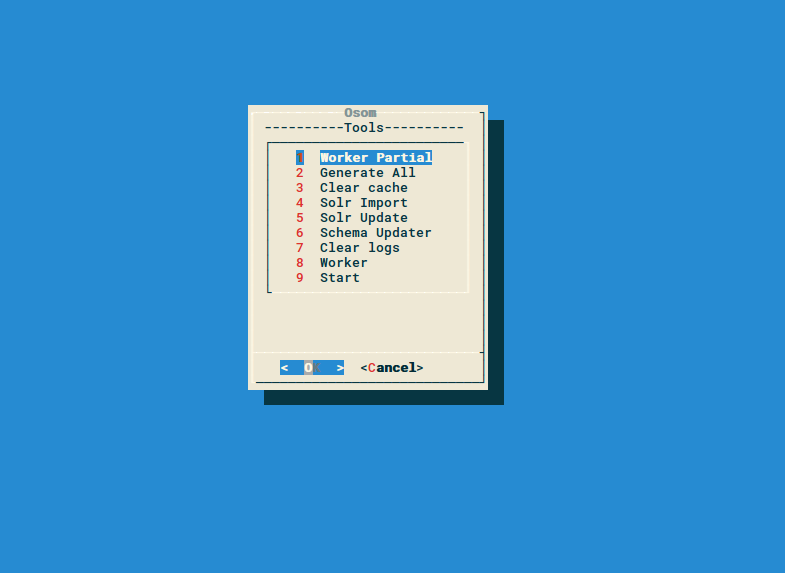 Osom
----------Tools----------
1 Worker Partial
2 Generate All
3 Clear cache
4 Solr Import
5 Solr Update
6 Schema Updater
7 Clear logs
8 Worker
9 Start
< O > <Cancel>